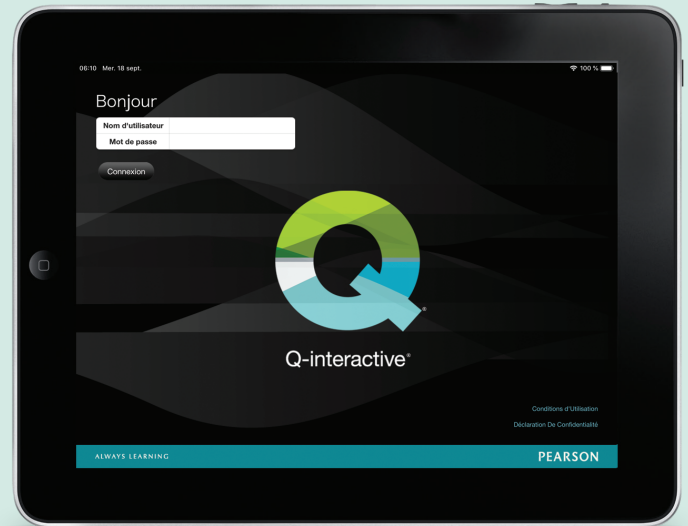 06:10 Mer. 18 sept. 100 %
Bonjour
Nom d'utilisateur
Mot de passe
Connexion
Q-interactive®
Conditions d'Utilisation
Déclaration De Confidentialité
ALWAYS LEARNING PEARSON